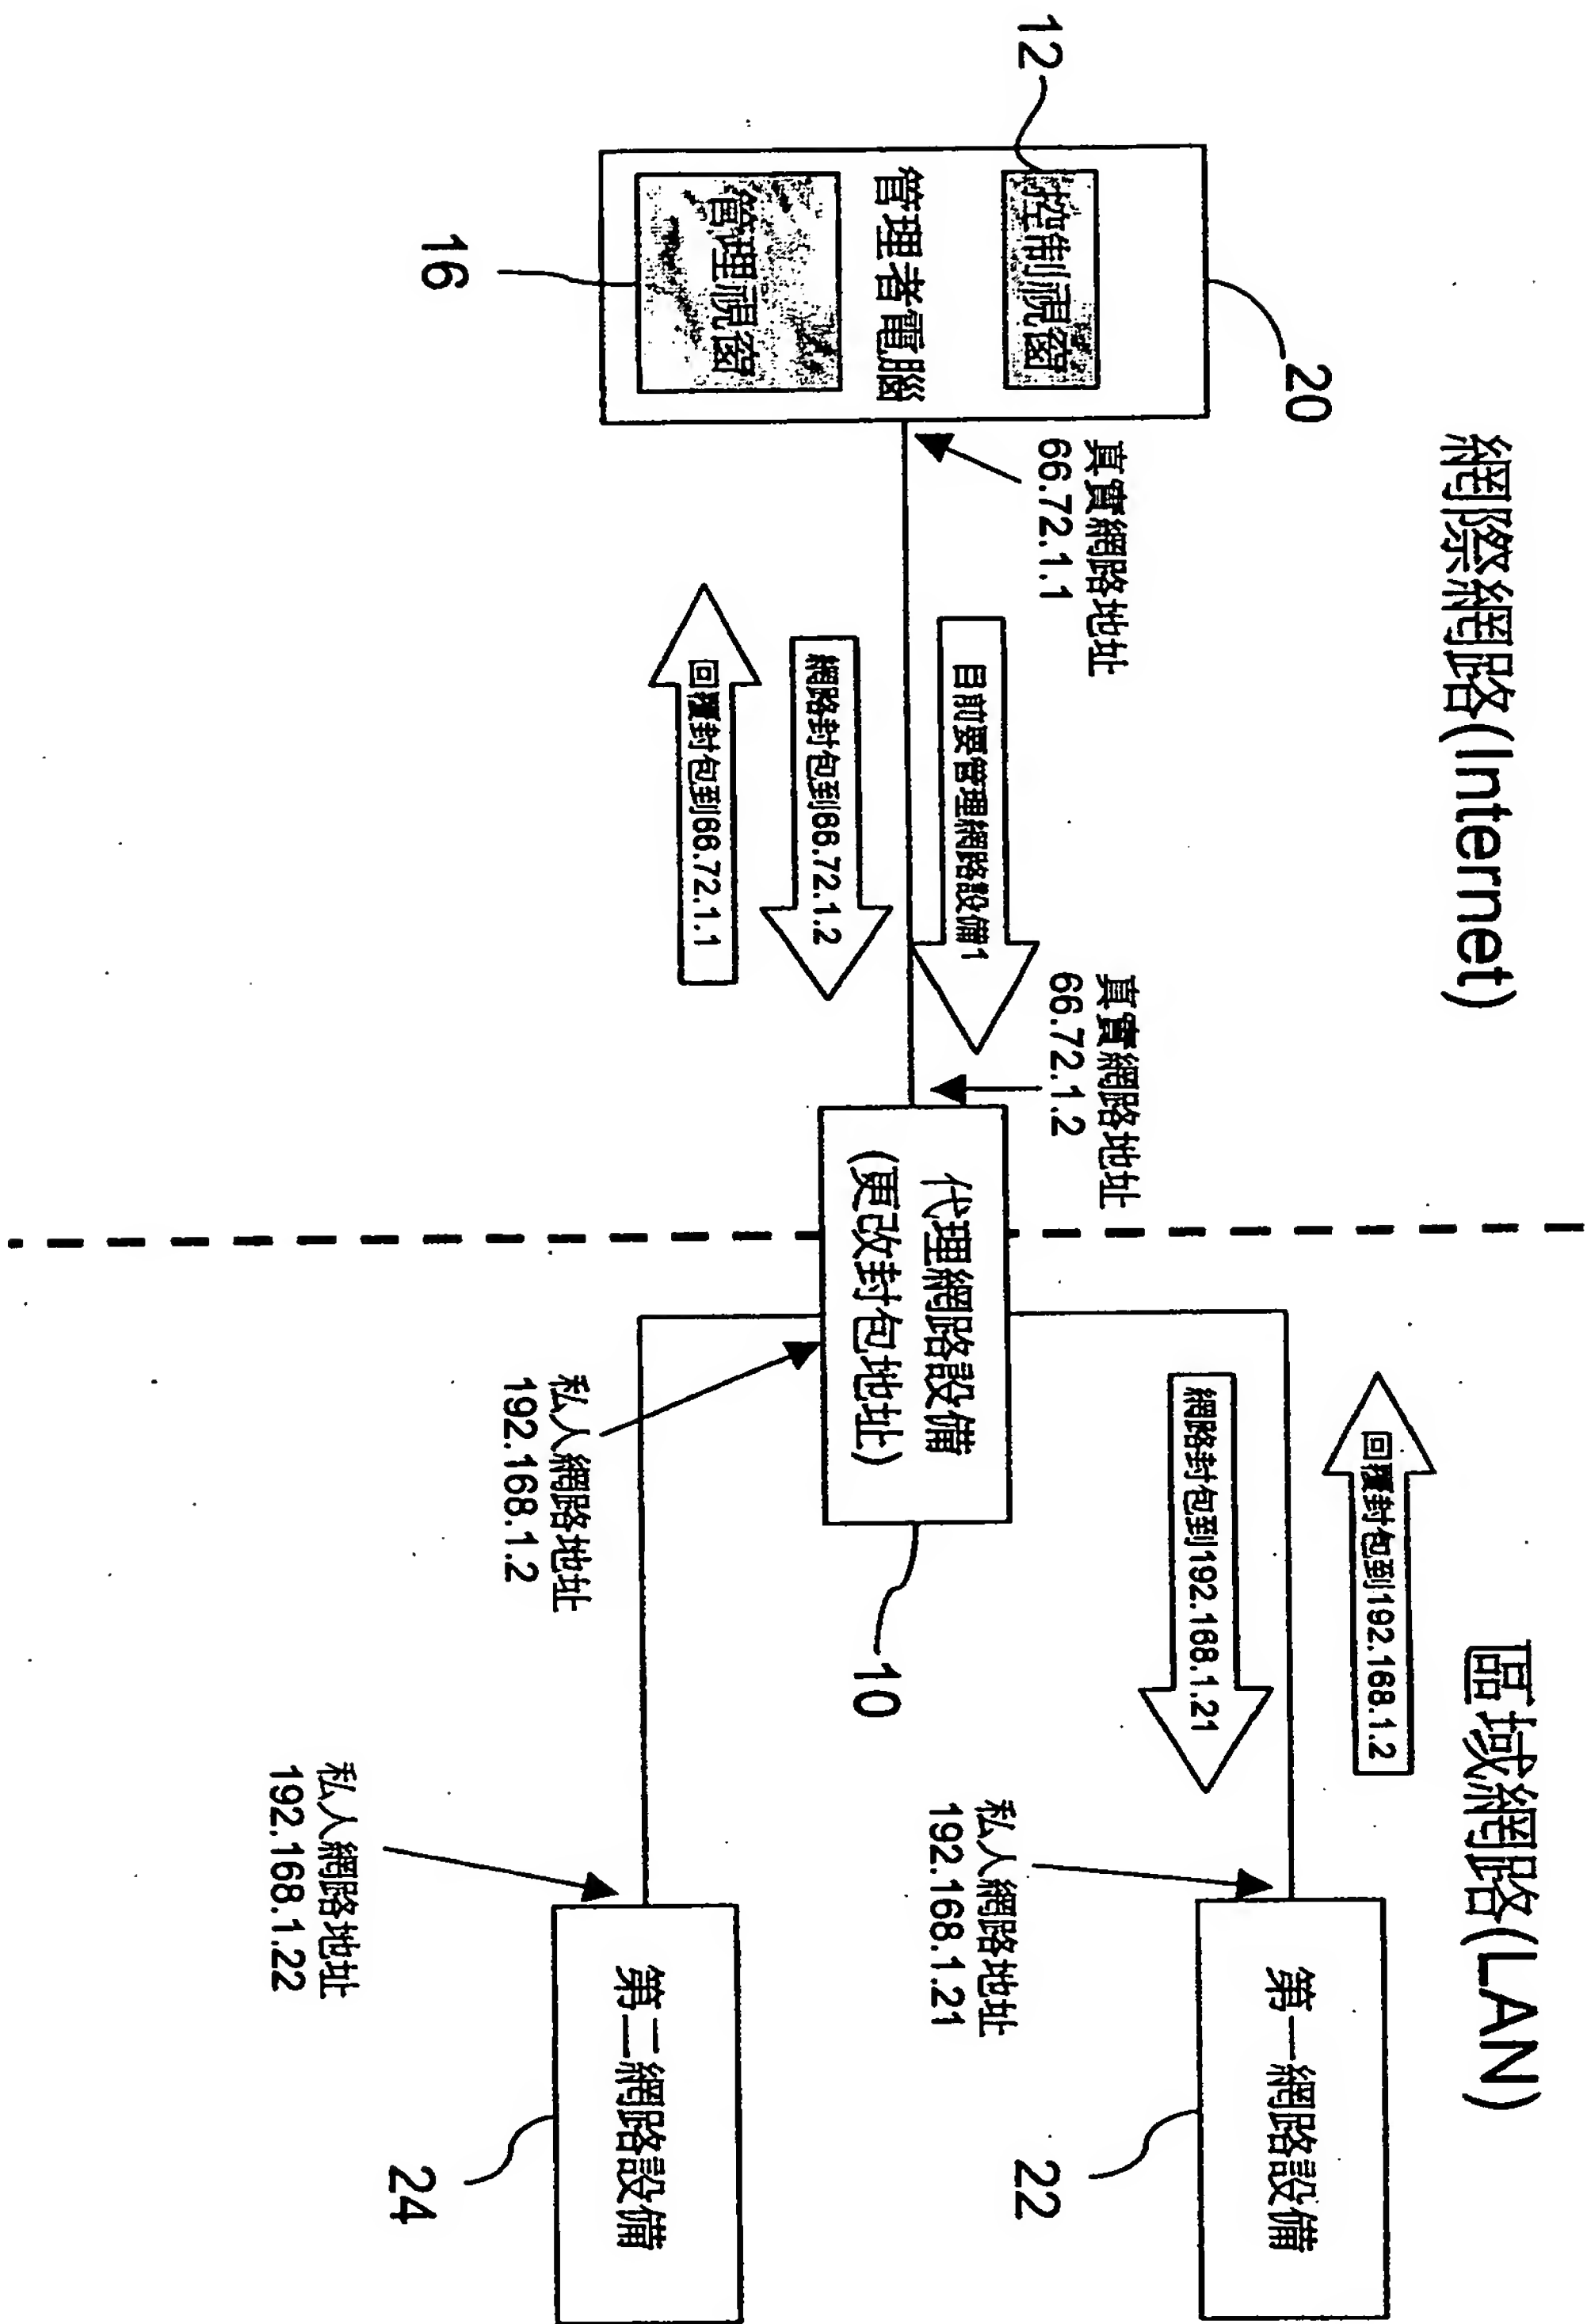 網際網路(Internet)
區域網路(LAN)
20
12
控制視窗
管理者電腦
管理視窗
16
真實網路地址
66.72.1.1
目前要管理網路設備1
網路封包到66.72.1.2
回覆封包到66.72.1.1
真實網路地址
66.72.1.2
代理網路設備
(更改封包地址)
10
私人網路地址
192.168.1.2
回覆封包到192.168.1.2
網路封包到192.168.1.21
私人網路地址
192.168.1.21
第一網路設備
22
私人網路地址
192.168.1.22
第二網路設備
24